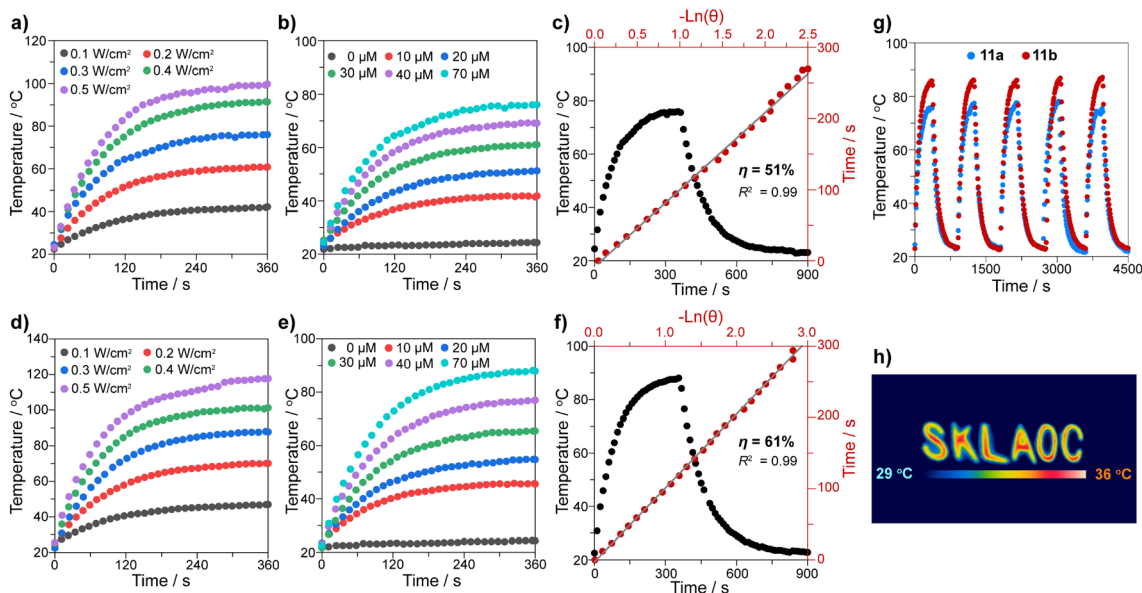 a)
120
100
80
60
40
20
0.1 W/cm² 0.2 W/cm²
0.3 W/cm² 0.4 W/cm²
0.5 W/cm²
Temperature / °C
0 120 240 360
Time / s
b)
100
80
60
40
20
0 µM 10 µM 20 µM
30 µM 40 µM 70 µM
Temperature / °C
0 120 240 360
Time / s
c)
-Ln(θ)
0.0 0.5 1.0 1.5 2.0 2.5
100
80
60
40
20
Temperature / °C
300
200
100
0
Time / s
η = 51%
R² = 0.99
0 300 600 900
Time / s
g)
100
80
60
40
20
11a 11b
Temperature / °C
0 1500 3000 4500
Time / s
d)
140
120
100
80
60
40
20
0.1 W/cm² 0.2 W/cm²
0.3 W/cm² 0.4 W/cm²
0.5 W/cm²
Temperature / °C
0 120 240 360
Time / s
e)
120
100
80
60
40
20
0 µM 10 µM 20 µM
30 µM 40 µM 70 µM
Temperature / °C
0 120 240 360
Time / s
f)
-Ln(θ)
0.0 0.6 1.2 1.8 2.4 3.0
100
80
60
40
20
Temperature / °C
300
200
100
0
Time / s
η = 61%
R² = 0.99
0 300 600 900
Time / s
h)
SKLAOC
29 °C 36 °C